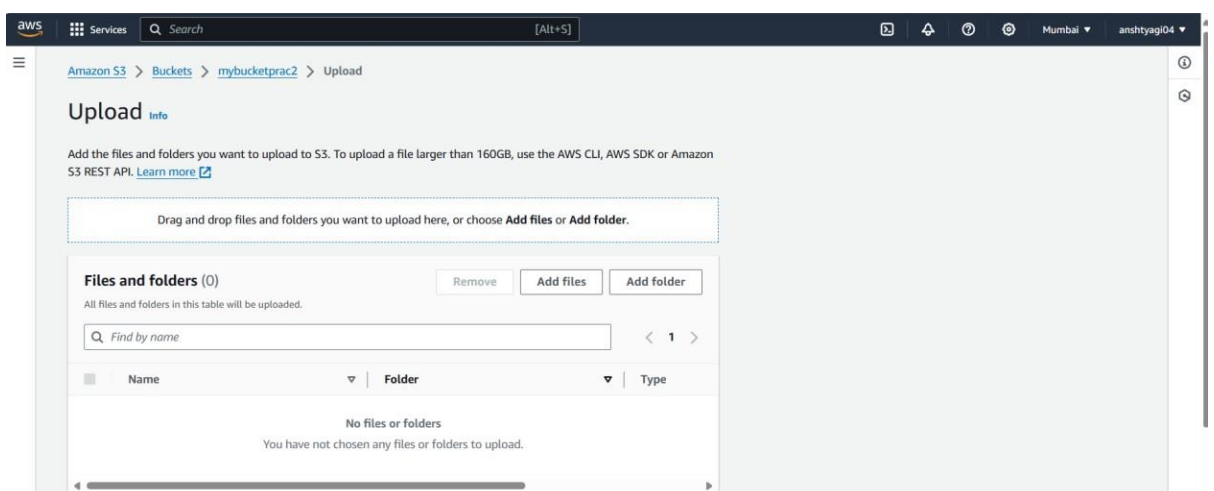 aws Services Search [Alt+S] Mumbai anshtyagi04
Amazon S3 > Buckets > mybucketprac2 > Upload
Upload Info
Add the files and folders you want to upload to S3. To upload a file larger than 160GB, use the AWS CLI, AWS SDK or Amazon
S3 REST API. Learn more
Drag and drop files and folders you want to upload here, or choose Add files or Add folder.
Files and folders (0) Remove Add files Add folder
All files and folders in this table will be uploaded.
Find by name < 1 >
Name Folder Type
No files or folders
You have not chosen any files or folders to upload.